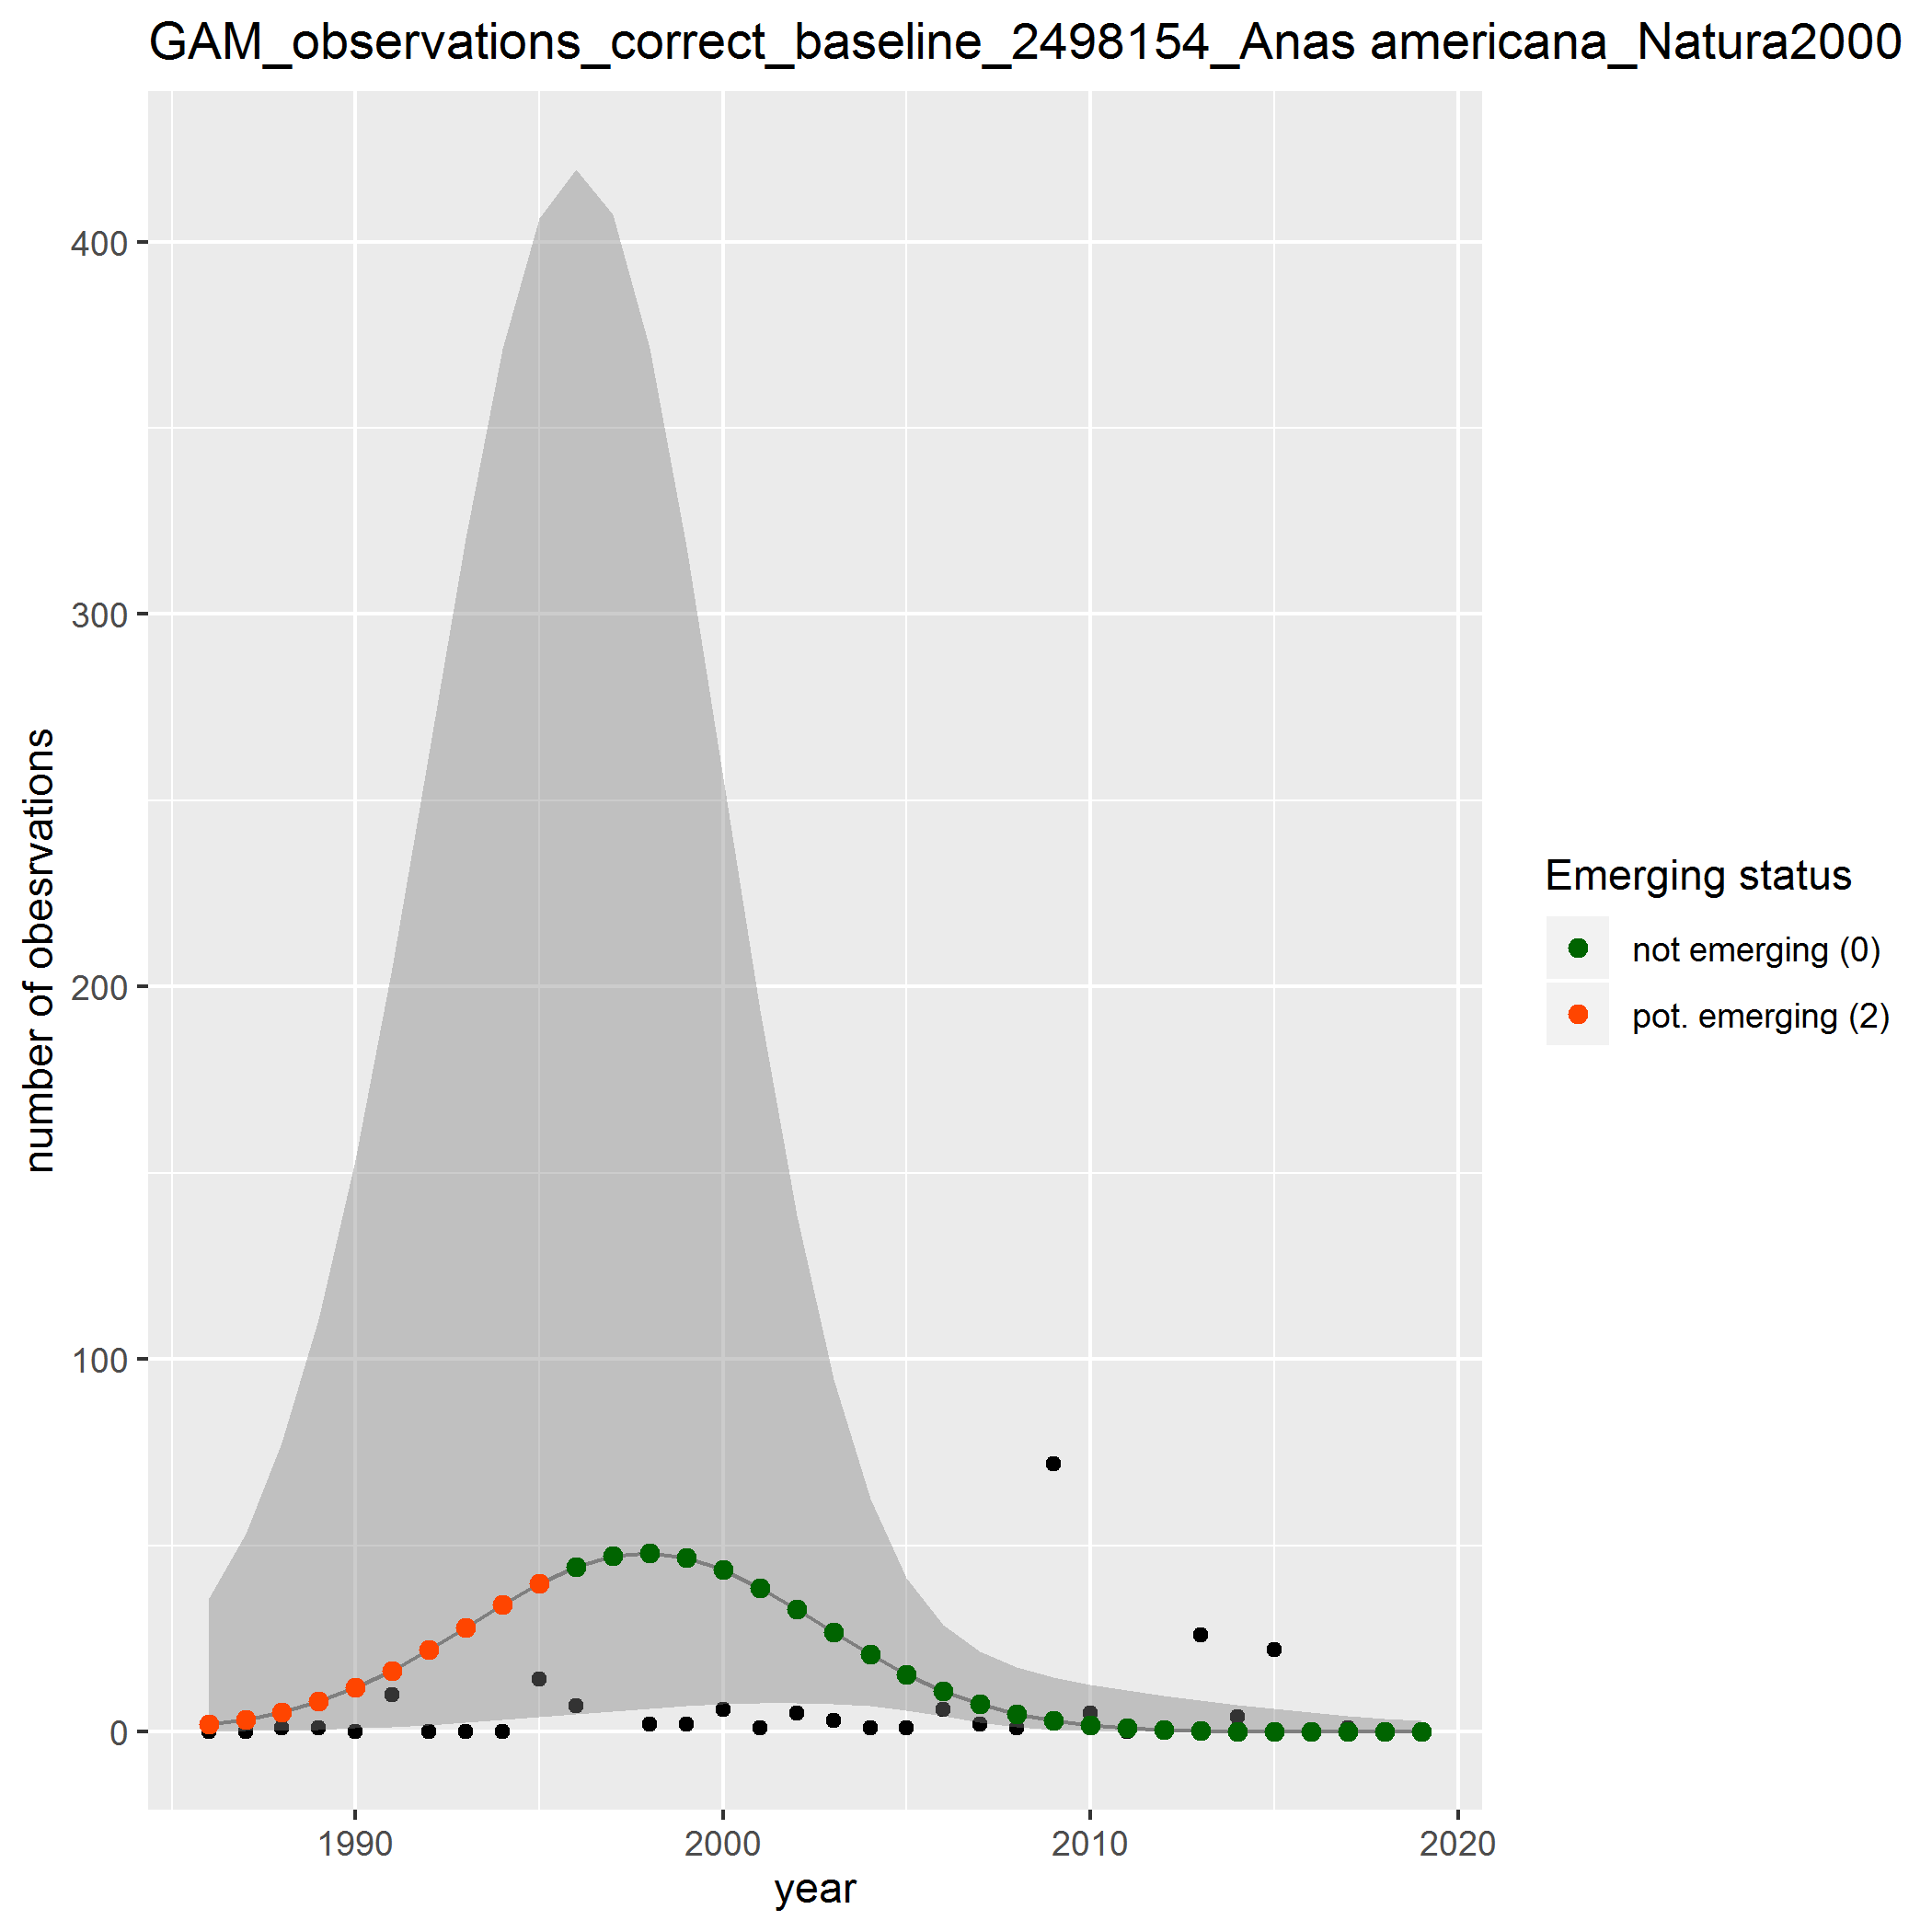 GAM_observations_correct_baseline_2498154_Anas americana_Natura2000
400
300
200
100
0
number of obesrvations
1990
2000
2010
2020
year
Emerging status
not emerging (0)
pot. emerging (2)